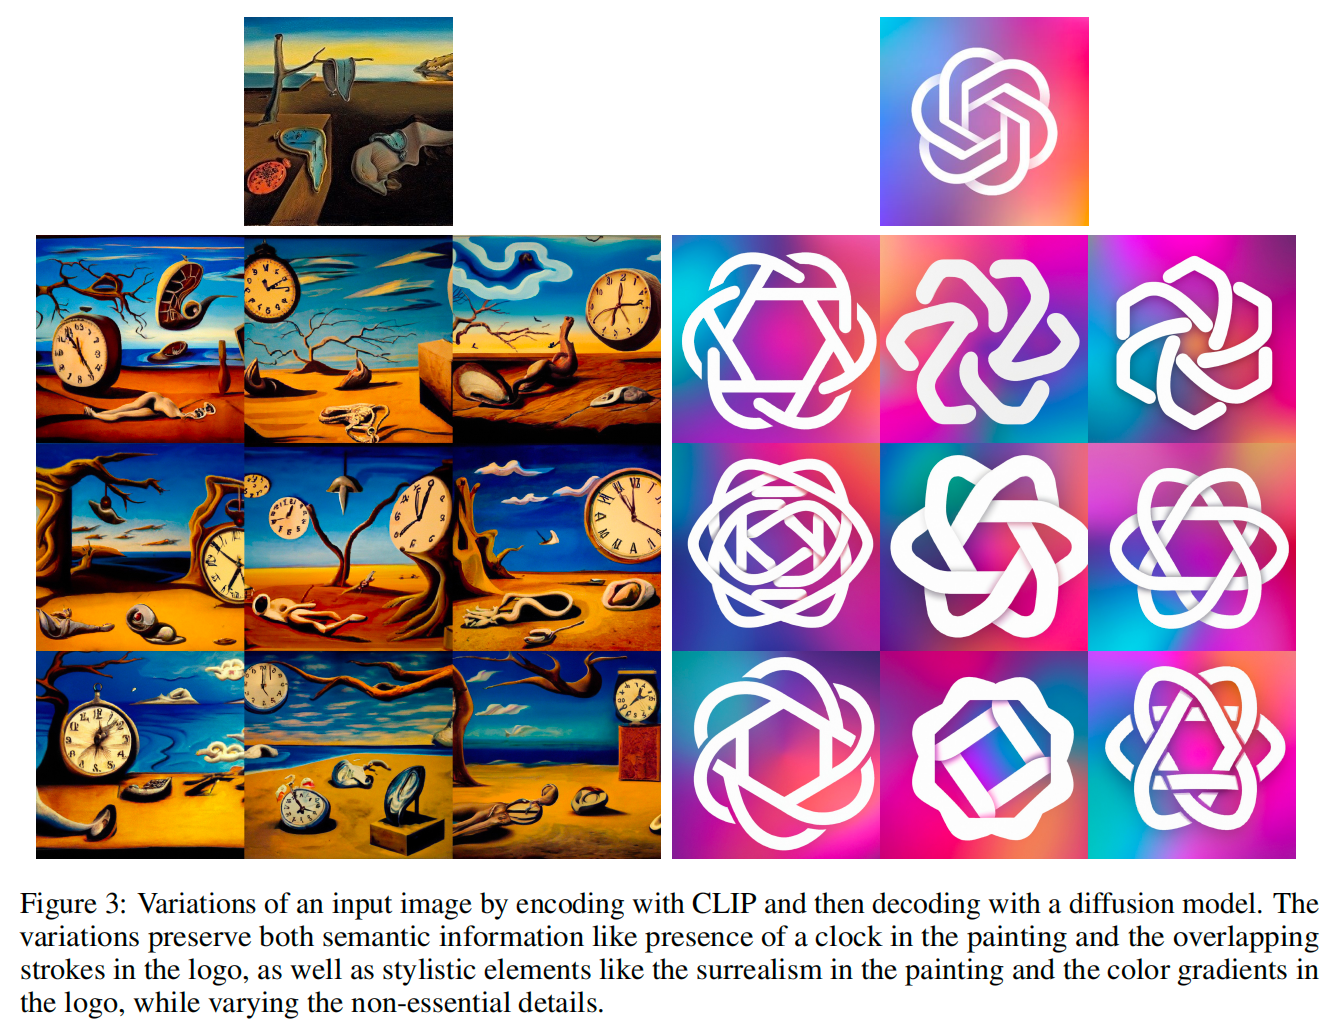 Figure 3: Variations of an input image by encoding with CLIP and then decoding with a diffusion model. The
variations preserve both semantic information like presence of a clock in the painting and the overlapping
strokes in the logo, as well as stylistic elements like the surrealism in the painting and the color gradients in
the logo, while varying the non-essential details.